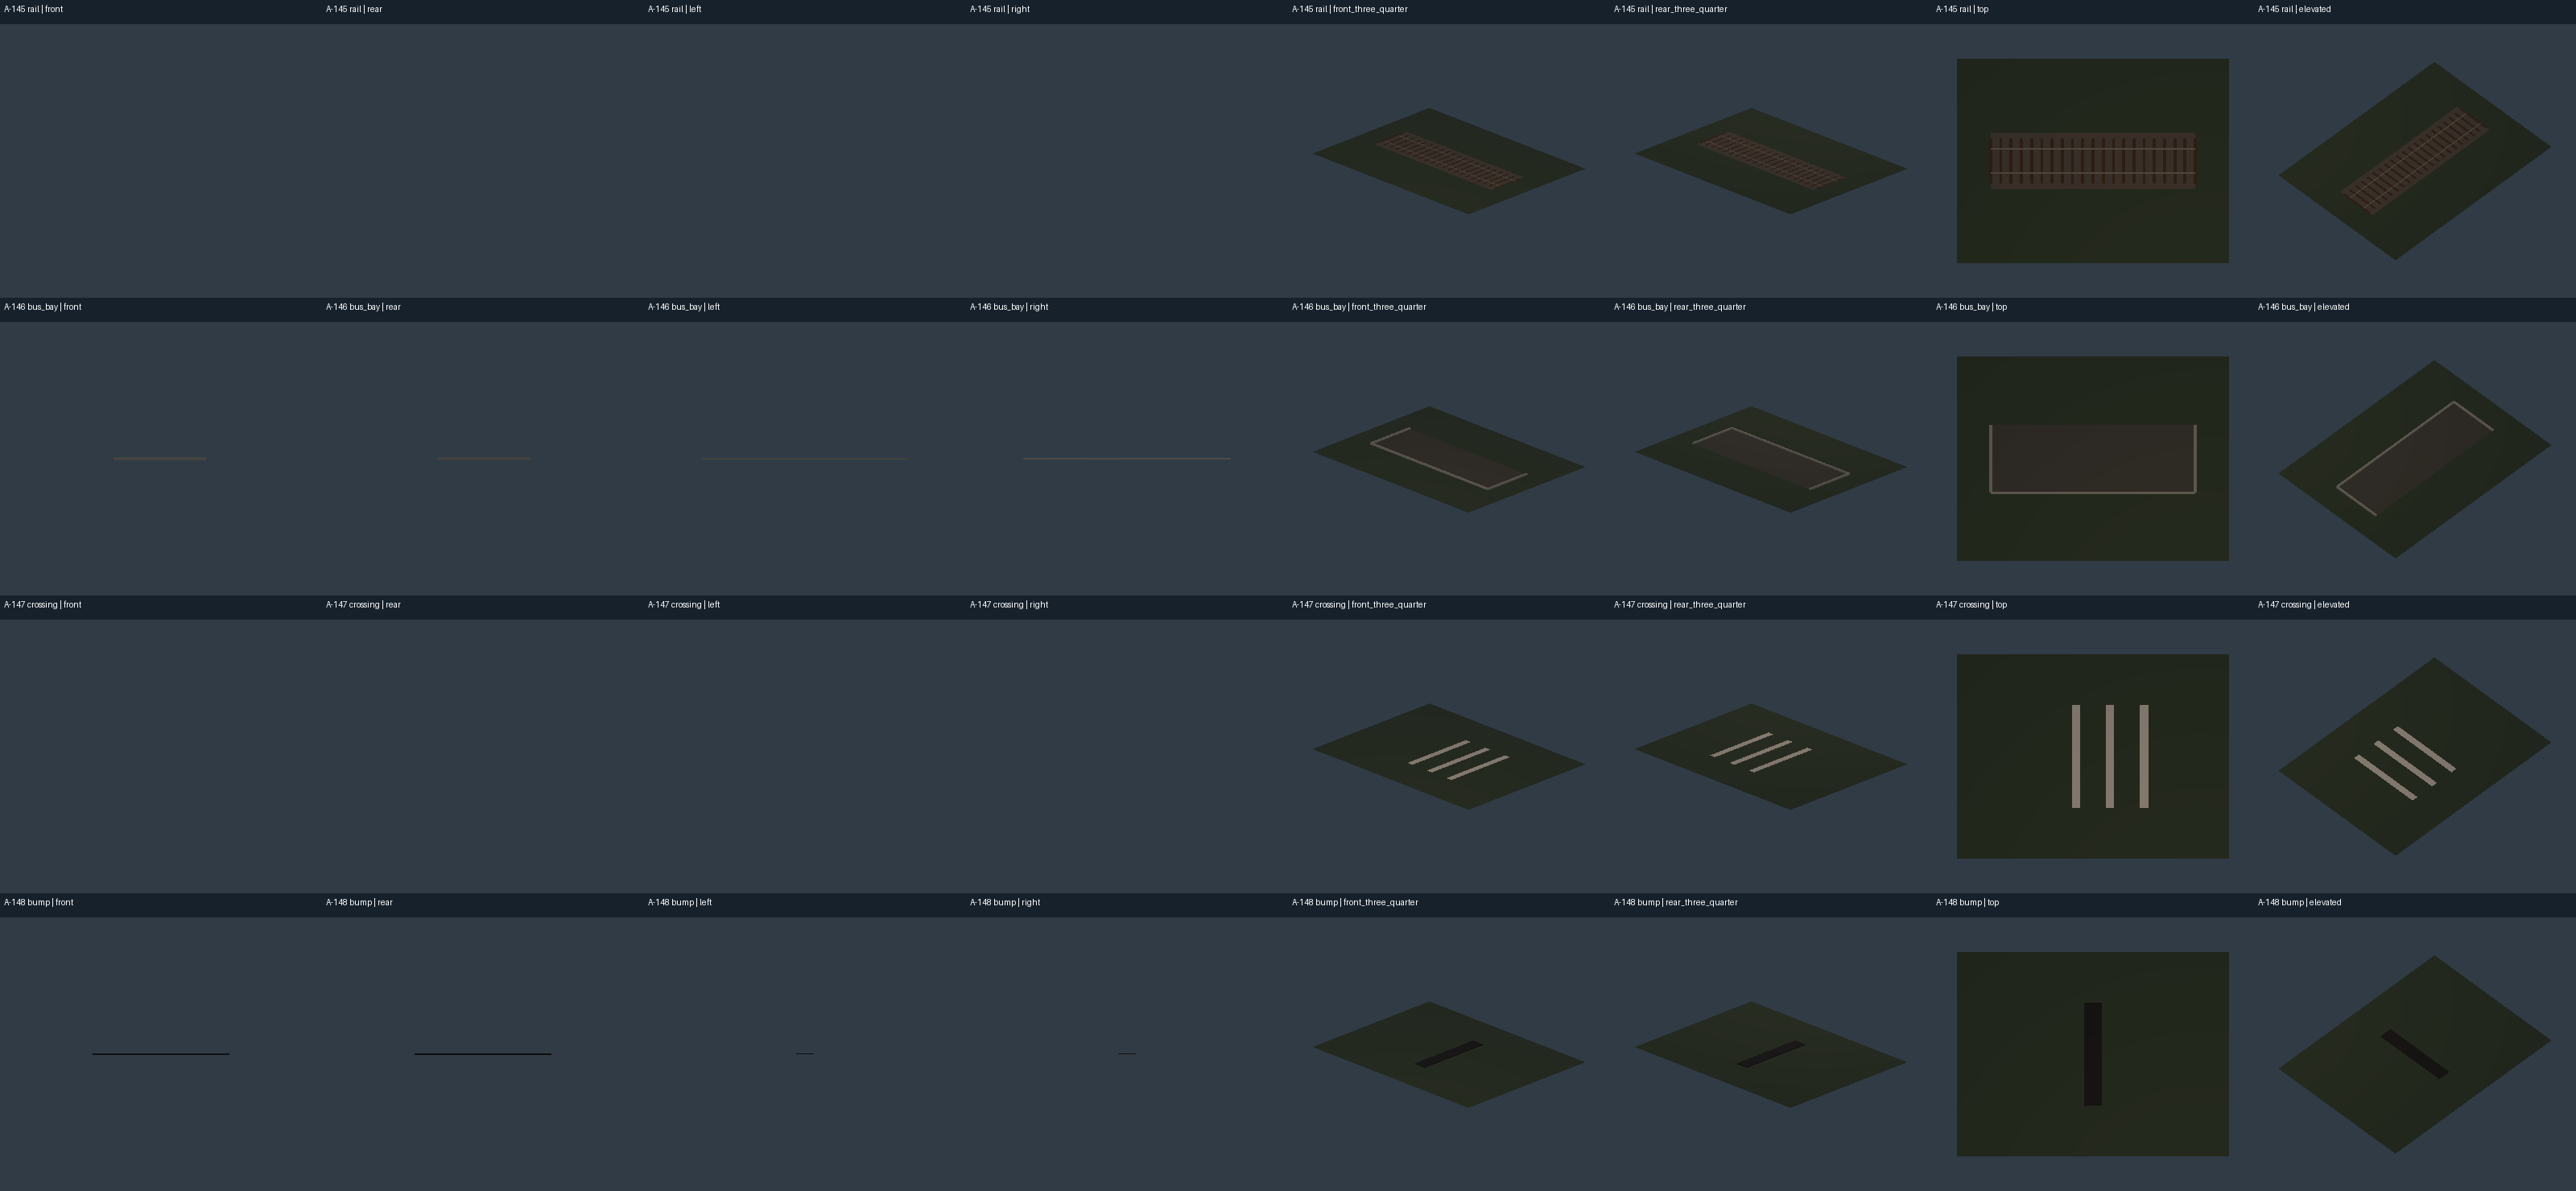 A-145 rail | front
A-145 rail | rear
A-145 rail | left
A-145 rail | right
A-145 rail | front_three_quarter
A-145 rail | rear_three_quarter
A-145 rail | top
A-145 rail | elevated
A-146 bus_bay | front
A-146 bus_bay | rear
A-146 bus_bay | left
A-146 bus_bay | right
A-146 bus_bay | front_three_quarter
A-146 bus_bay | rear_three_quarter
A-146 bus_bay | top
A-146 bus_bay | elevated
A-147 crossing | front
A-147 crossing | rear
A-147 crossing | left
A-147 crossing | right
A-147 crossing | front_three_quarter
A-147 crossing | rear_three_quarter
A-147 crossing | top
A-147 crossing | elevated
A-148 bump | front
A-148 bump | rear
A-148 bump | left
A-148 bump | right
A-148 bump | front_three_quarter
A-148 bump | rear_three_quarter
A-148 bump | top
A-148 bump | elevated